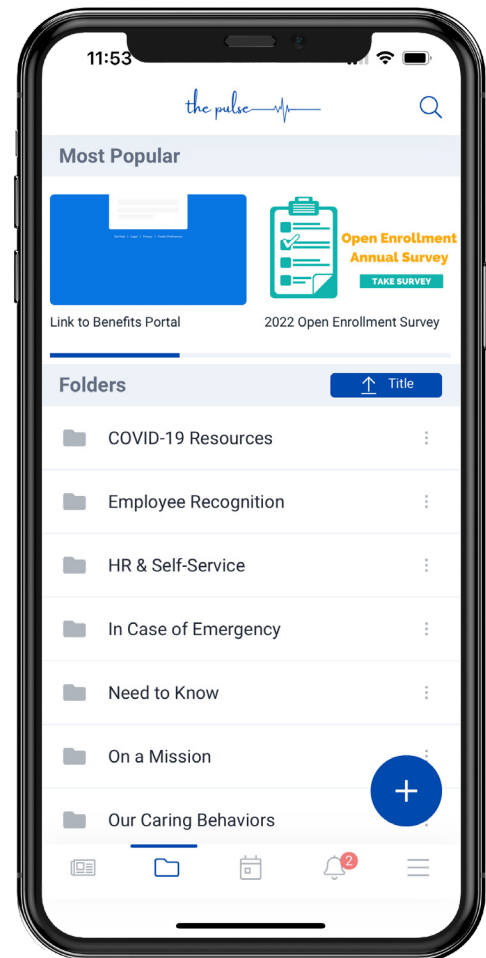 11:53
the pulse
Most Popular
Open Enrollment
Annual Survey
TAKE SURVEY
Link to Benefits Portal
2022 Open Enrollment Survey
Folders
Title
COVID-19 Resources
Employee Recognition
HR & Self-Service
In Case of Emergency
Need to Know
On a Mission
Our Caring Behaviors
2